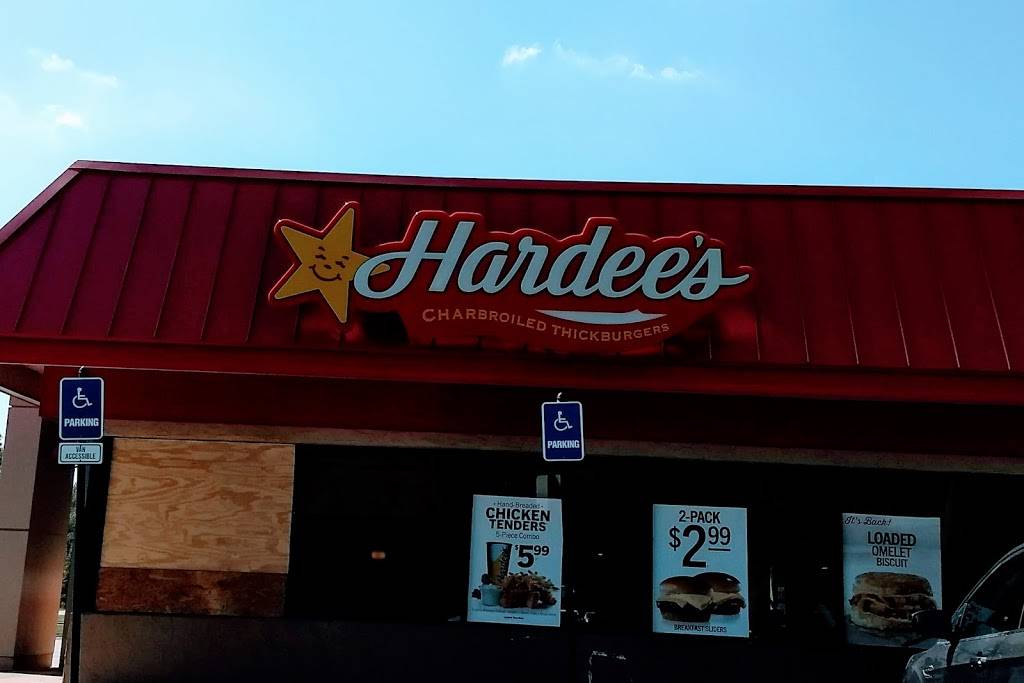 Hardee's
CHARBROILED THICKBURGERS
PARKING
VAN
ACCESSIBLE
PARKING
Hand-Breaded
CHICKEN
TENDERS
5-Piece Combo
$5.99
2-PACK
$2.99
BREAKFAST SLIDERS
It's Back!
LOADED
OMELET
BISCUIT